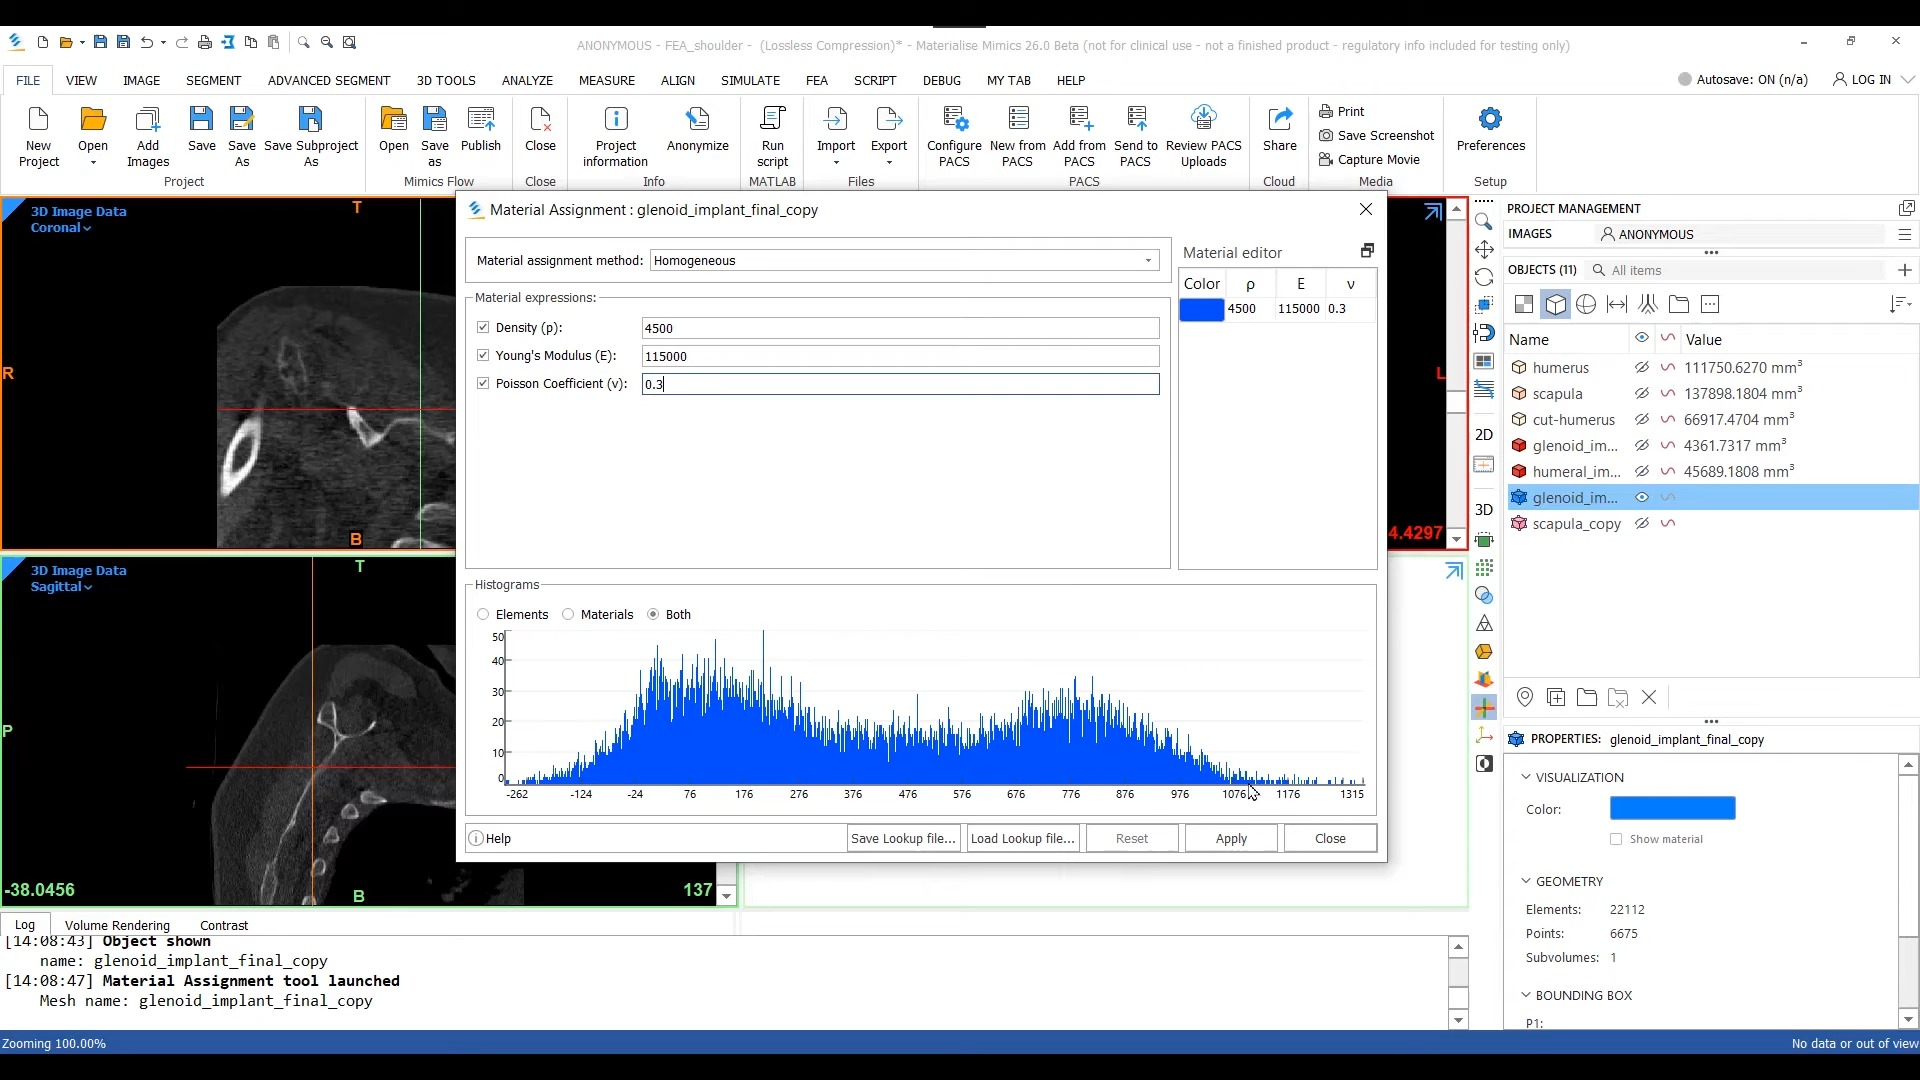 ANONYMOUS - FEA_shoulder - (Lossless Compression)* - Materialise Mimics 26.0 Beta (not for clinical use - not a finished product - regulatory info included for testing only)
FILE VIEW IMAGE SEGMENT ADVANCED SEGMENT 3D TOOLS ANALYZE MEASURE ALIGN SIMULATE FEA SCRIPT DEBUG MY TAB HELP
Autosave: ON (n/a) LOG IN
New Project
Open
Add Images
Save
Save As
Save Subproject As
Project
Open
Save as
Publish
Mimics Flow
Close
Close
Project information
Anonymize
Info
Run script
MATLAB
Import
Export
Files
Configure PACS
New from PACS
Add from PACS
Send to PACS
Review PACS Uploads
PACS
Share
Cloud
Print
Save Screenshot
Capture Movie
Media
Preferences
Setup
3D Image Data
Coronal
T
R
B
L
4.4297
3D Image Data
Sagittal
T
P
B
-38.0456
137
Material Assignment : glenoid_implant_final_copy
Material assignment method: Homogeneous
Material expressions:
Density (p): 4500
Young's Modulus (E): 115000
Poisson Coefficient (v): 0.3
Material editor
Color ρ E ν
4500 115000 0.3
Histograms
Elements Materials Both
50
40
30
20
10
0
-262 -124 -24 76 176 276 376 476 576 676 776 876 976 1076 1176 1315
Help Save Lookup file... Load Lookup file... Reset Apply Close
2D
3D
PROJECT MANAGEMENT
IMAGES ANONYMOUS
OBJECTS (11) All items
Name Value
humerus 111750.6270 mm³
scapula 137898.1804 mm³
cut-humerus 66917.4704 mm³
glenoid_im... 4361.7317 mm³
humeral_im... 45689.1808 mm³
glenoid_im...
scapula_copy
PROPERTIES: glenoid_implant_final_copy
VISUALIZATION
Color:
Show material
GEOMETRY
Elements: 22112
Points: 6675
Subvolumes: 1
BOUNDING BOX
P1:
Log Volume Rendering Contrast
[14:08:43] Object shown
name: glenoid_implant_final_copy
[14:08:47] Material Assignment tool launched
Mesh name: glenoid_implant_final_copy
Zooming 100.00%
No data or out of view